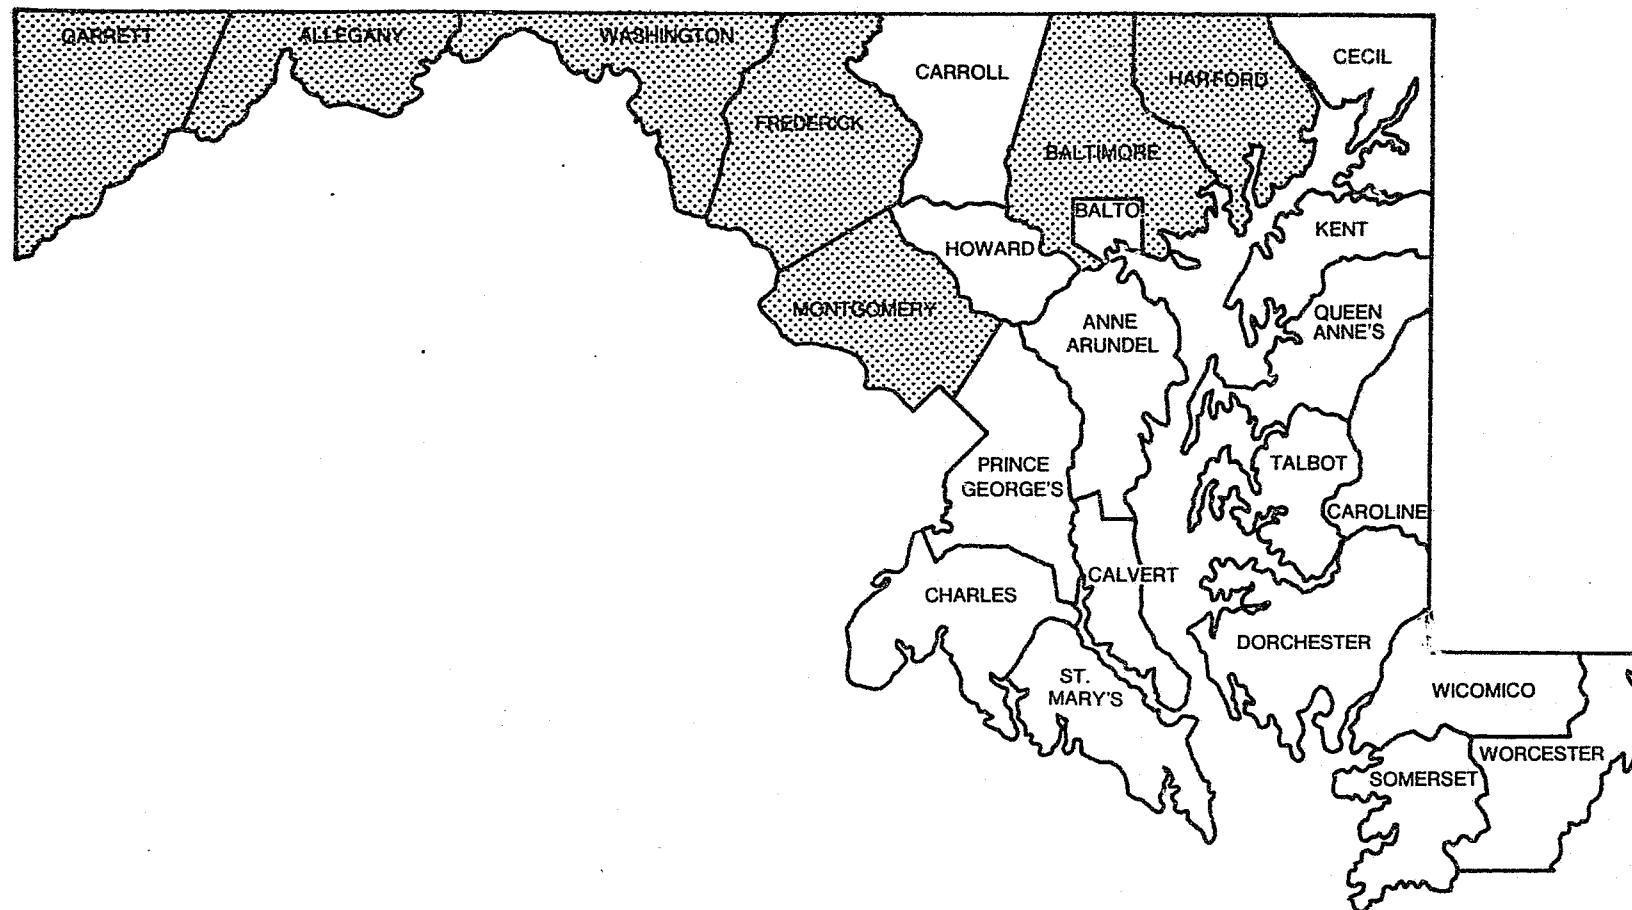 GARRETT
ALLEGANY
WASHINGTON
FREDERICK
CARROLL
BALTIMORE
HARFORD
CECIL
BALTO
HOWARD
KENT
MONTGOMERY
ANNE
ARUNDEL
QUEEN
ANNE'S
PRINCE
GEORGE'S
TALBOT
CAROLINE
CALVERT
CHARLES
DORCHESTER
ST.
MARY'S
WICOMICO
WORCESTER
SOMERSET